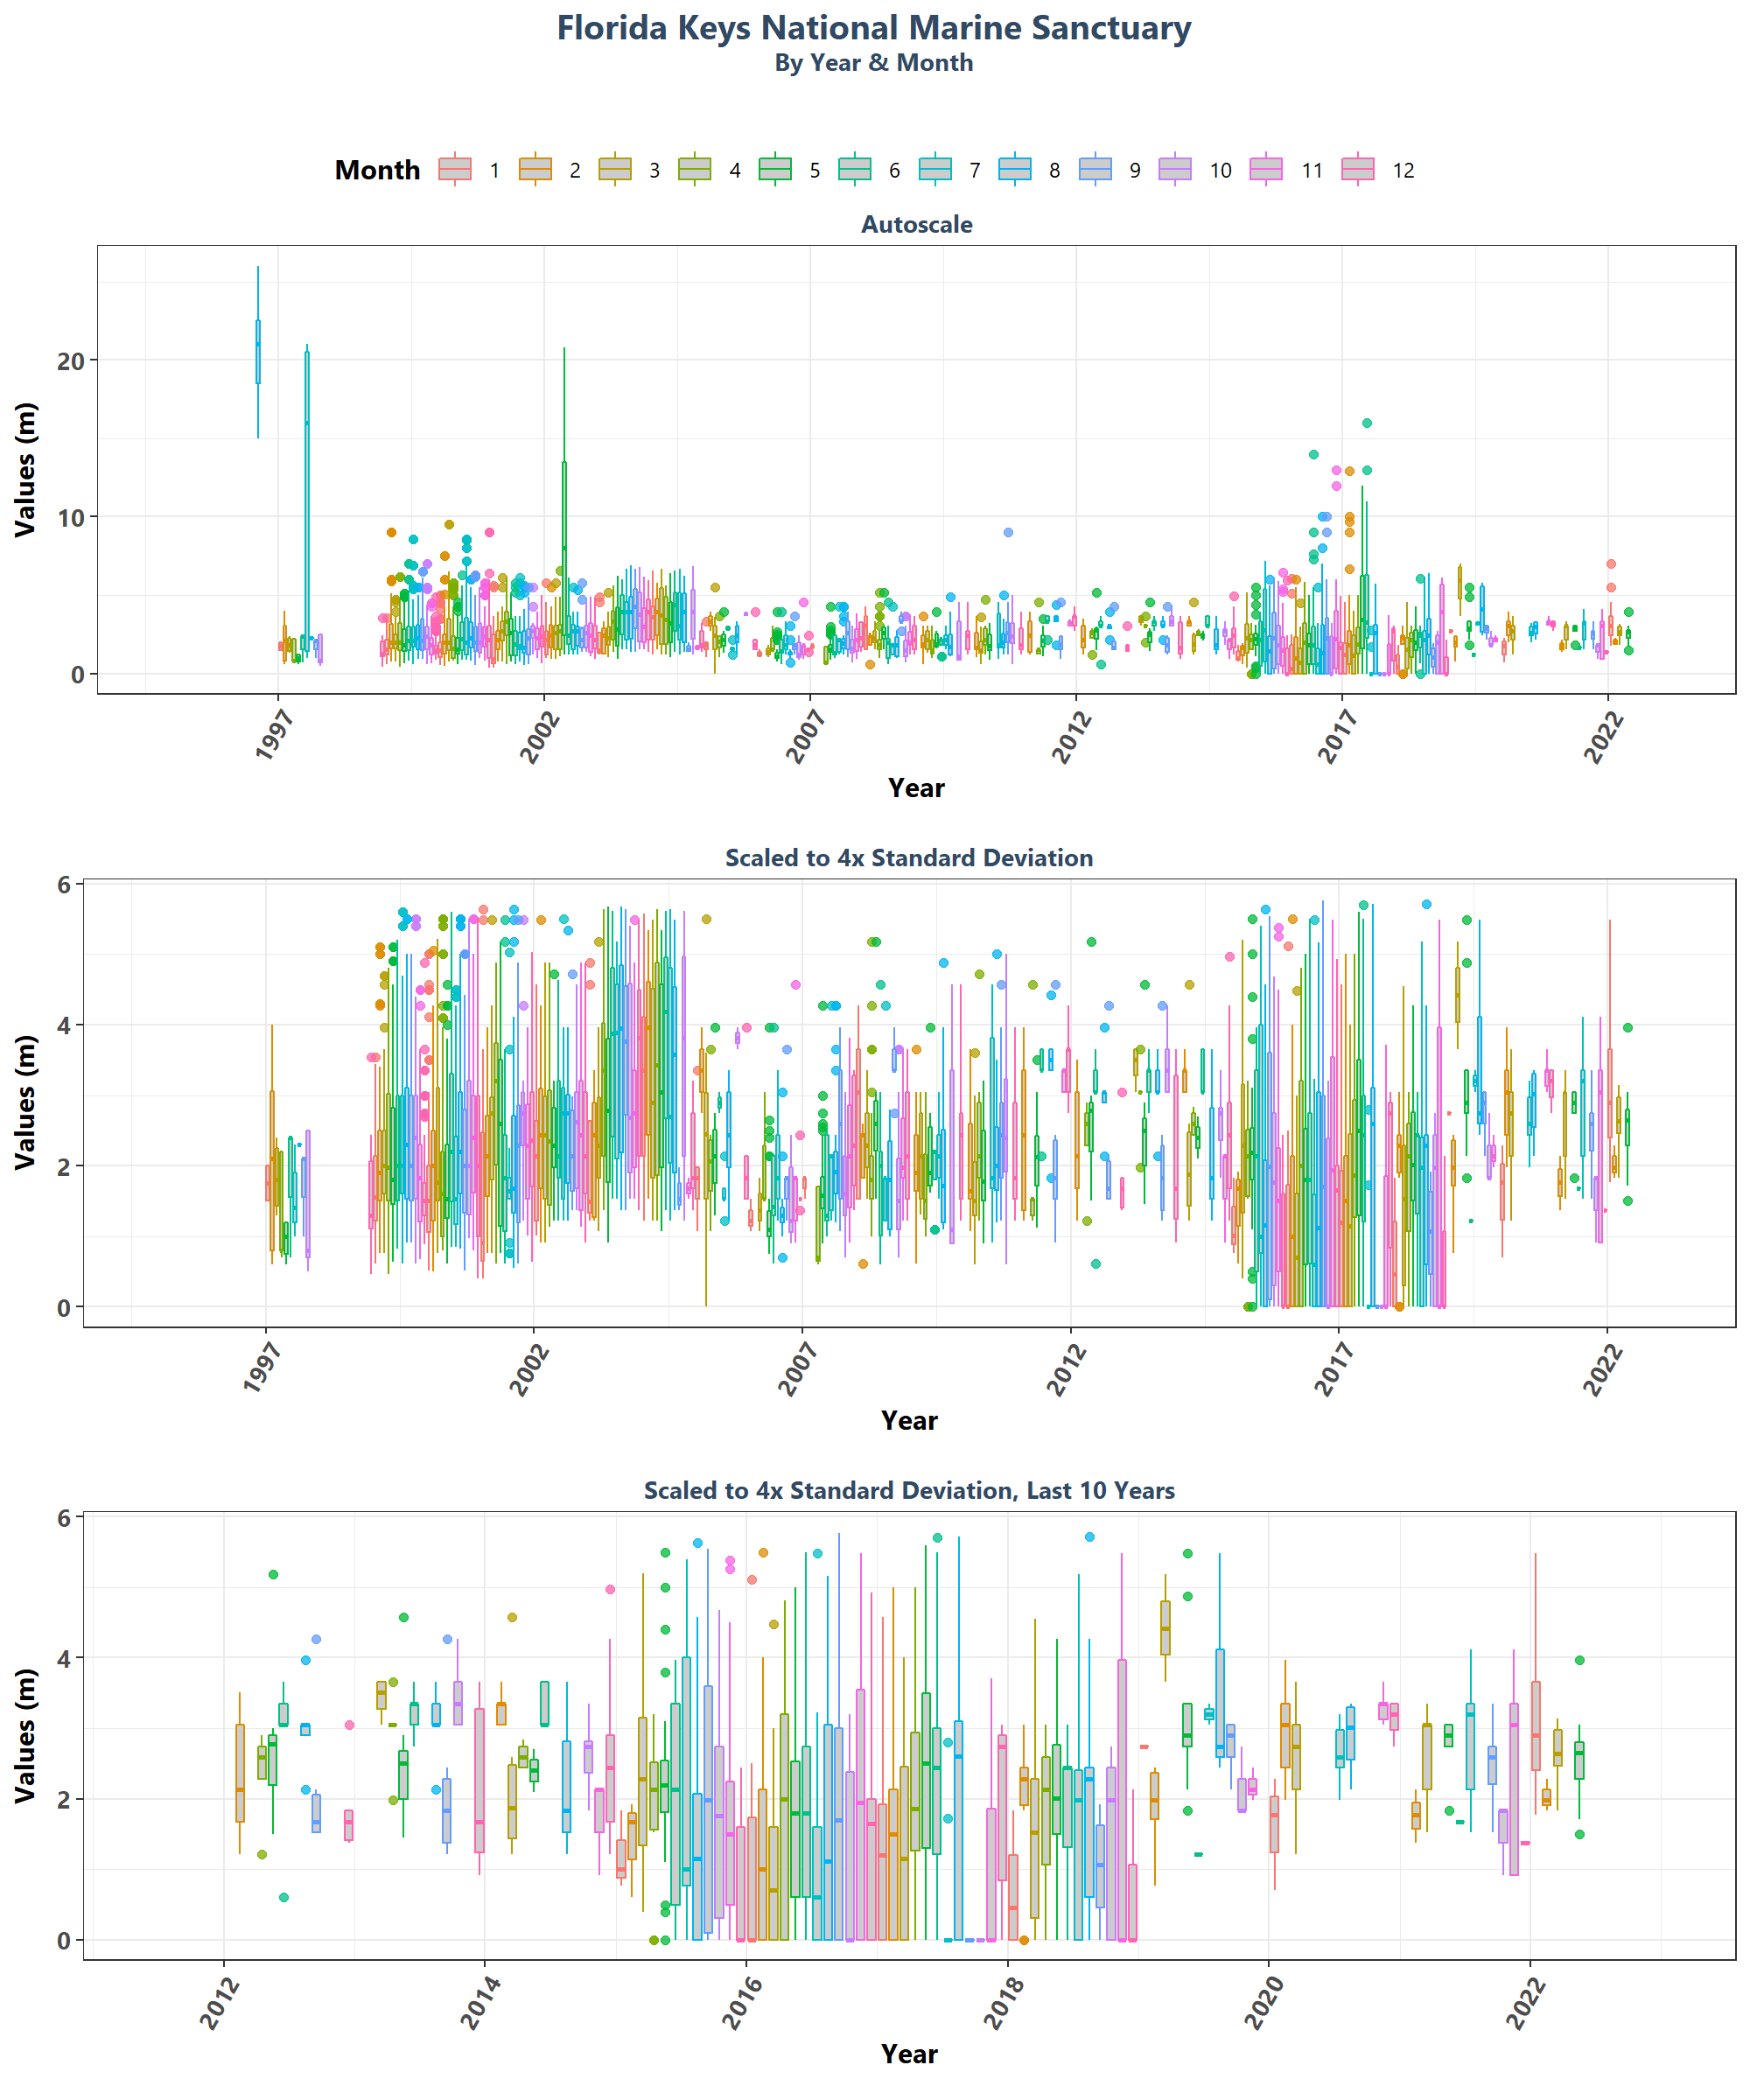 Florida Keys National Marine Sanctuary
By Year & Month
Month 1 2 3 4 5 6 7 8 9 10 11 12
Autoscale
Values (m)
20
10
0
1997 2002 2007 2012 2017 2022
Year
Scaled to 4x Standard Deviation
Values (m)
6
4
2
0
1997 2002 2007 2012 2017 2022
Year
Scaled to 4x Standard Deviation, Last 10 Years
Values (m)
6
4
2
0
2012 2014 2016 2018 2020 2022
Year